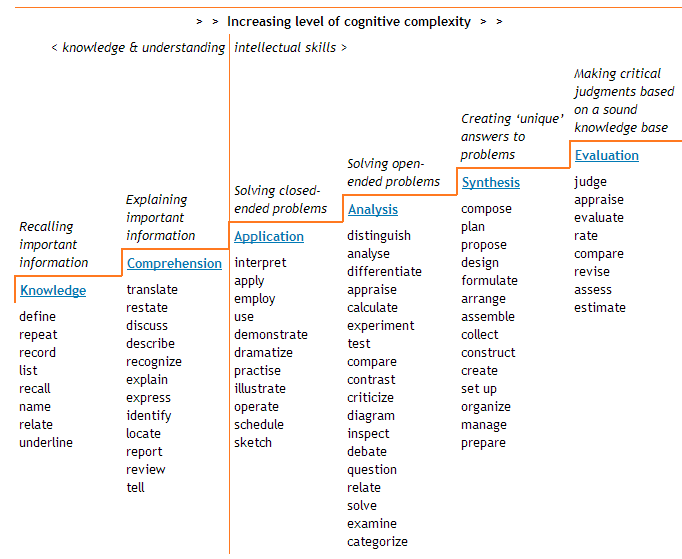 > > Increasing level of cognitive complexity > >
< knowledge & understanding
intellectual skills >
Recalling
important
information
Knowledge
define
repeat
record
list
recall
name
relate
underline
Explaining
important
information
Comprehension
translate
restate
discuss
describe
recognize
explain
express
identify
locate
report
review
tell
Solving closed-
ended problems
Application
interpret
apply
employ
use
demonstrate
dramatize
practise
illustrate
operate
schedule
sketch
Solving open-
ended problems
Analysis
distinguish
analyse
differentiate
appraise
calculate
experiment
test
compare
contrast
criticize
diagram
inspect
debate
question
relate
solve
examine
categorize
Creating ‘unique’
answers to
problems
Synthesis
compose
plan
propose
design
formulate
arrange
assemble
collect
construct
create
set up
organize
manage
prepare
Making critical
judgments based
on a sound
knowledge base
Evaluation
judge
appraise
evaluate
rate
compare
revise
assess
estimate